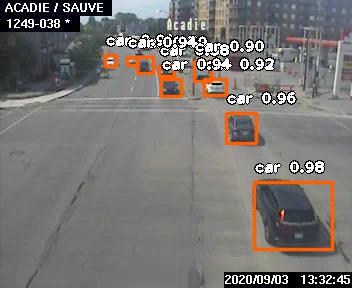 ACADIE / SAUVE
1249-038 *
Acadie
car 0.90
car 0.94 0.92
car 0.96
car 0.98
2020/09/03 13:32:45